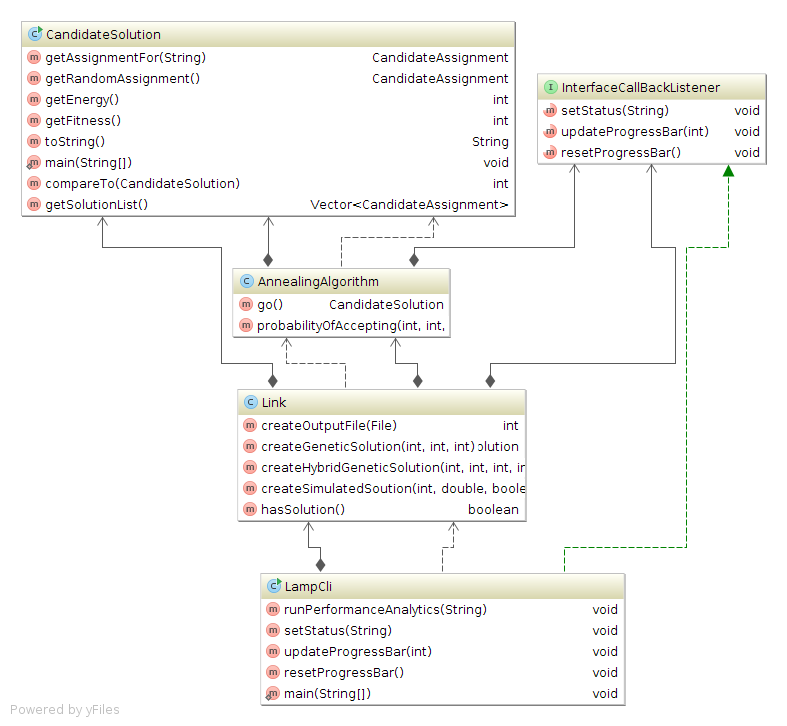 CandidateSolution
getAssignmentFor(String) CandidateAssignment
getRandomAssignment() CandidateAssignment
getEnergy() int
getFitness() int
toString() String
main(String[]) void
compareTo(CandidateSolution) int
getSolutionList() Vector<CandidateAssignment>
InterfaceCallBackListener
setStatus(String) void
updateProgressBar(int) void
resetProgressBar() void
AnnealingAlgorithm
go() CandidateSolution
probabilityOfAccepting(int, int,
Link
createOutputFile(File) int
createGeneticSolution(int, int, int) olution
createHybridGeneticSolution(int, int, int, in
createSimulatedSoution(int, double, boole
hasSolution() boolean
LampCli
runPerformanceAnalytics(String) void
setStatus(String) void
updateProgressBar(int) void
resetProgressBar() void
main(String[]) void
Powered by yFiles